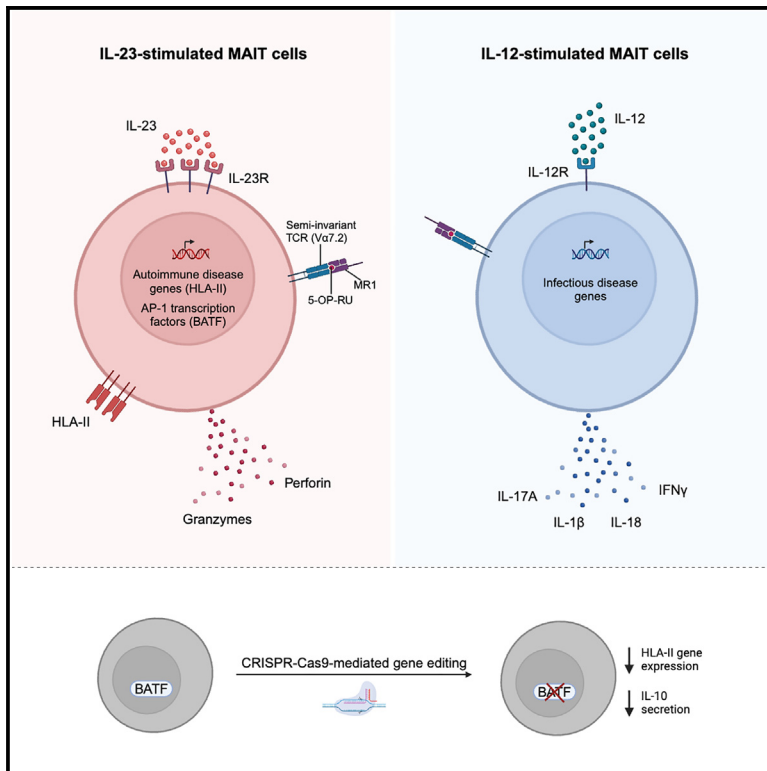 IL-23-stimulated MAIT cells
IL-23
IL-23R
Semi-invariant
TCR (Vα7.2)
MR1
5-OP-RU
Autoimmune disease
genes (HLA-II)
AP-1 transcription
factors (BATF)
HLA-II
Perforin
Granzymes
IL-12-stimulated MAIT cells
IL-12
IL-12R
Infectious disease
genes
IL-17A
IFNγ
IL-1β
IL-18
BATF
CRISPR-Cas9-mediated gene editing
BATF
HLA-II gene
expression
IL-10
secretion